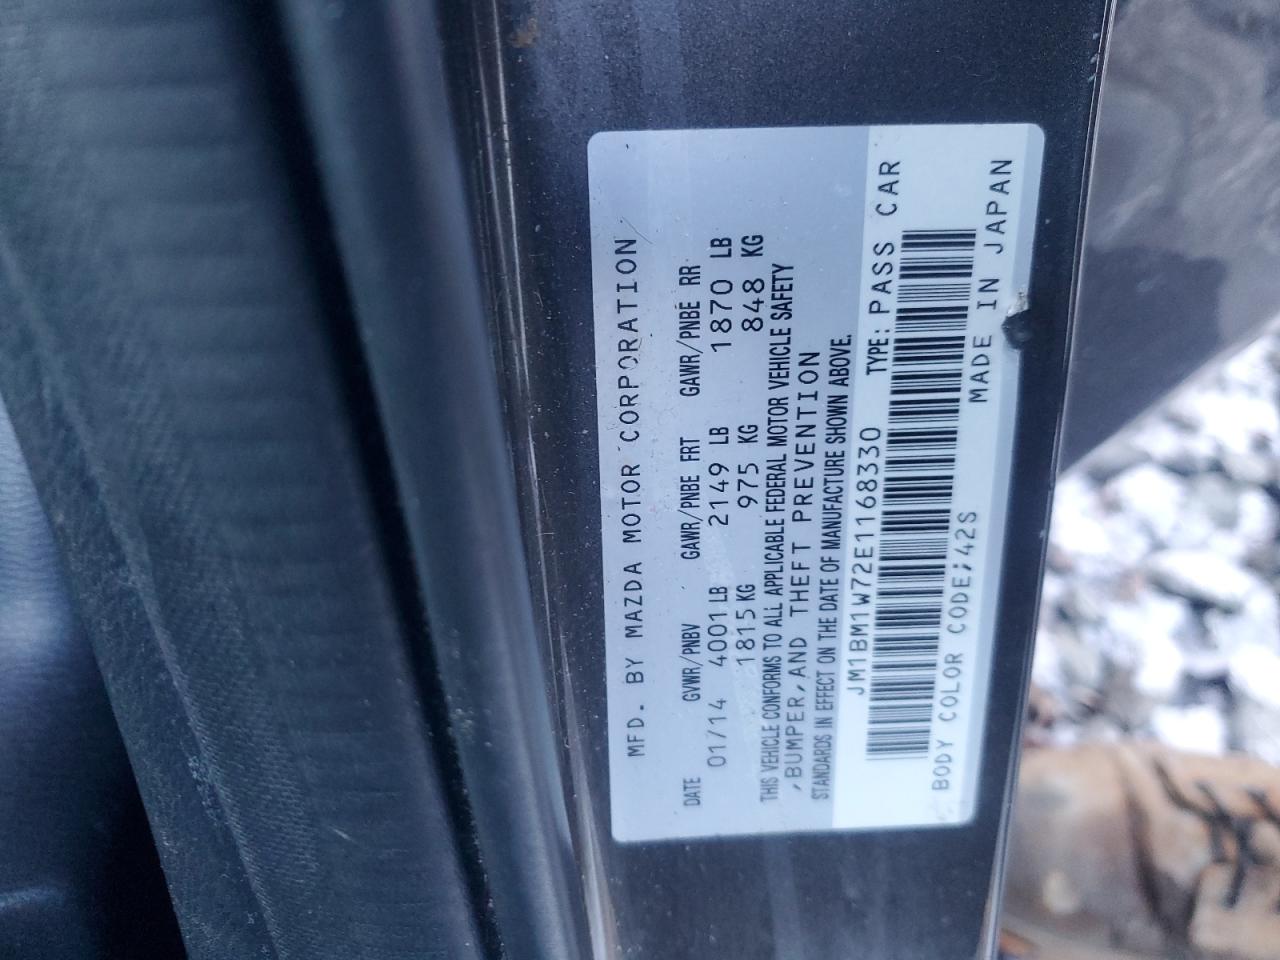 MFD. BY MAZDA MOTOR CORPORATION
DATE GVWR/PNBV GAWR/PNBE FRT GAWR/PNBE RR
01/14 4001 LB 2149 LB 1870 LB
1815 KG 975 KG 848 KG
THIS VEHICLE CONFORMS TO ALL APPLICABLE FEDERAL MOTOR VEHICLE SAFETY
,BUMPER,AND THEFT PREVENTION
STANDARDS IN EFFECT ON THE DATE OF MANUFACTURE SHOWN ABOVE.
JM1BM1W72E1168330 TYPE: PASS CAR
BODY COLOR CODE;42S MADE IN JAPAN